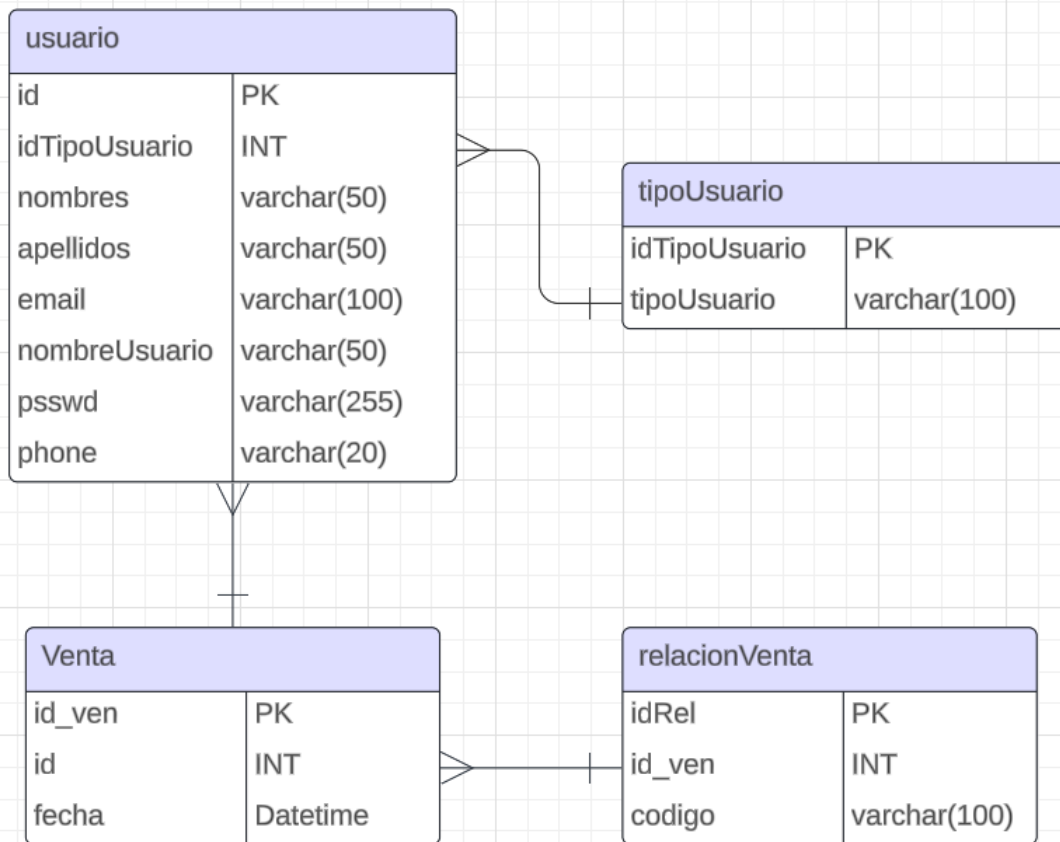 usuario
id PK
idTipoUsuario INT
nombres varchar(50)
apellidos varchar(50)
email varchar(100)
nombreUsuario varchar(50)
psswd varchar(255)
phone varchar(20)
tipoUsuario
idTipoUsuario PK
tipoUsuario varchar(100)
Venta
id_ven PK
id INT
fecha Datetime
relacionVenta
idRel PK
id_ven INT
codigo varchar(100)